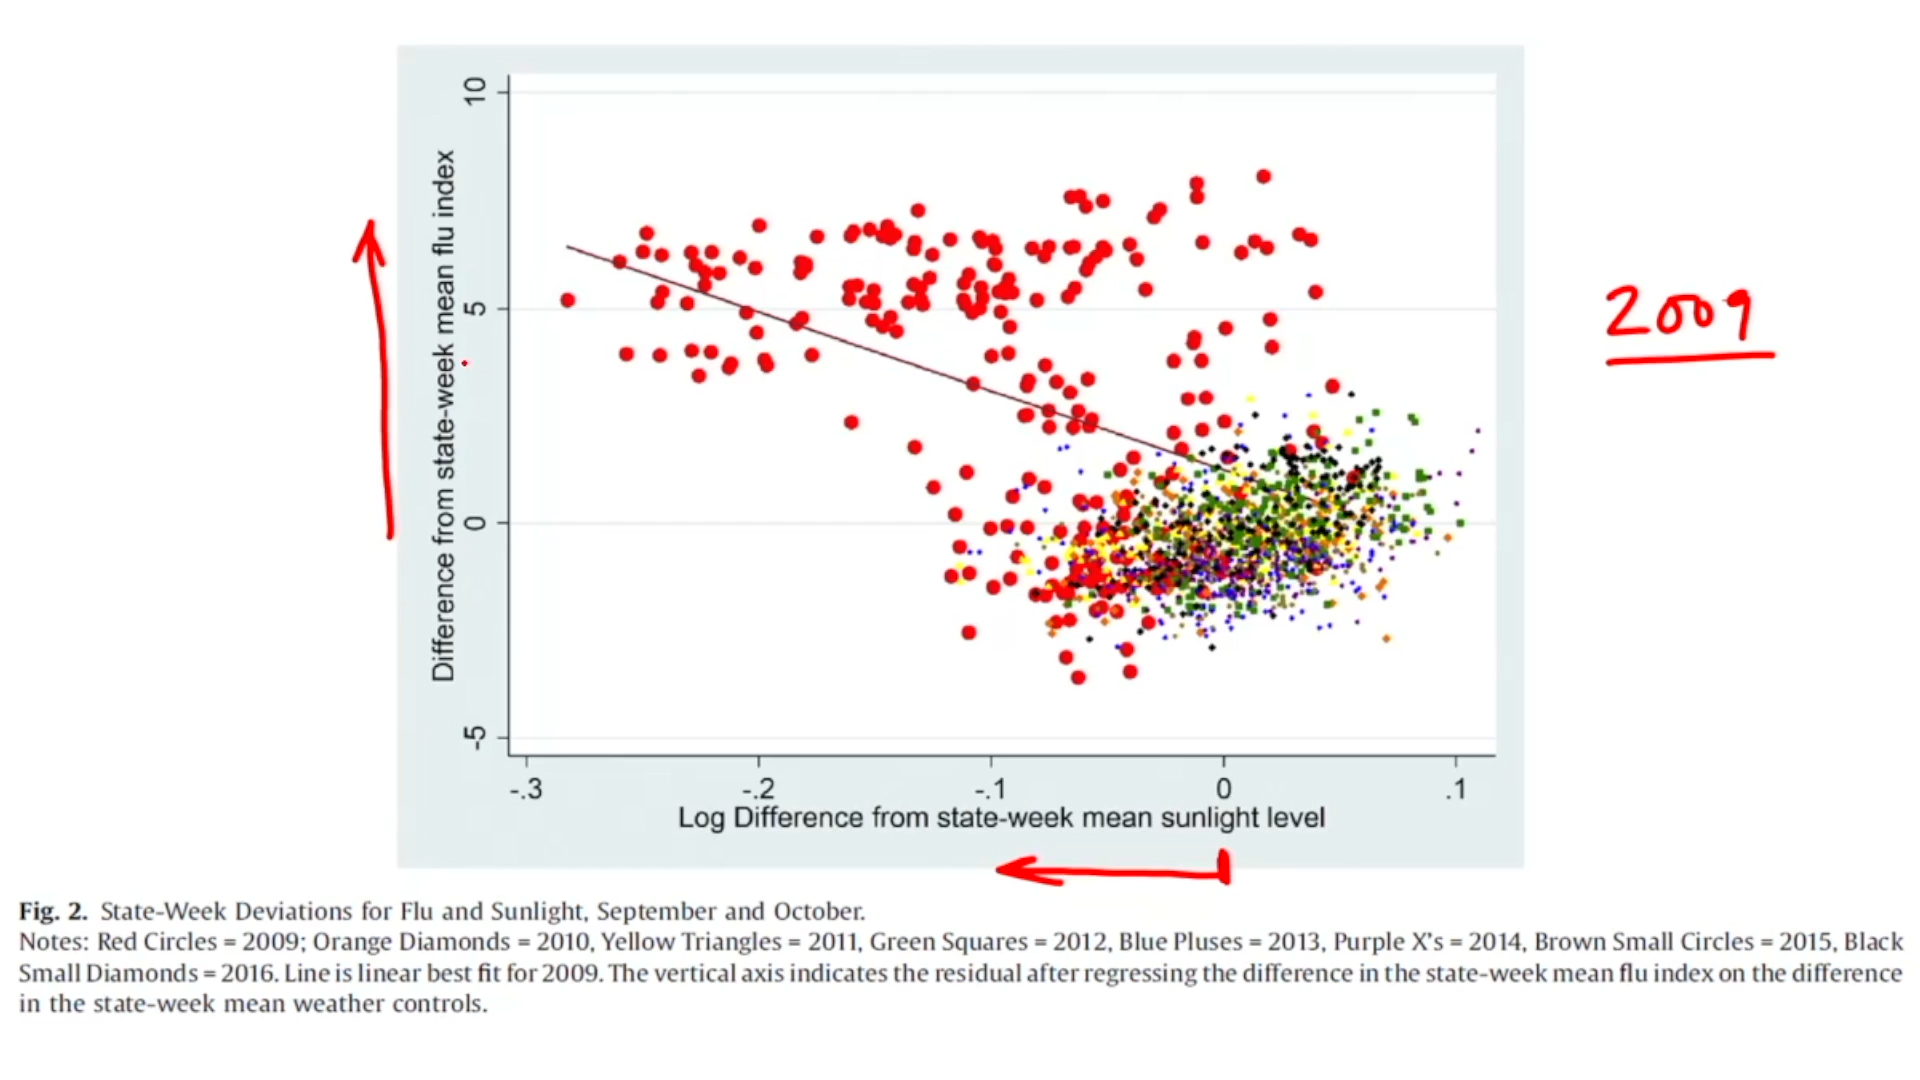 10
5
0
-5
Difference from state-week mean flu index
-.3 -.2 -.1 0 .1
Log Difference from state-week mean sunlight level
2009
Fig. 2. State-Week Deviations for Flu and Sunlight, September and October.
Notes: Red Circles = 2009; Orange Diamonds = 2010, Yellow Triangles = 2011, Green Squares = 2012, Blue Pluses = 2013, Purple X's = 2014, Brown Small Circles = 2015, Black
Small Diamonds = 2016. Line is linear best fit for 2009. The vertical axis indicates the residual after regressing the difference in the state-week mean flu index on the difference
in the state-week mean weather controls.